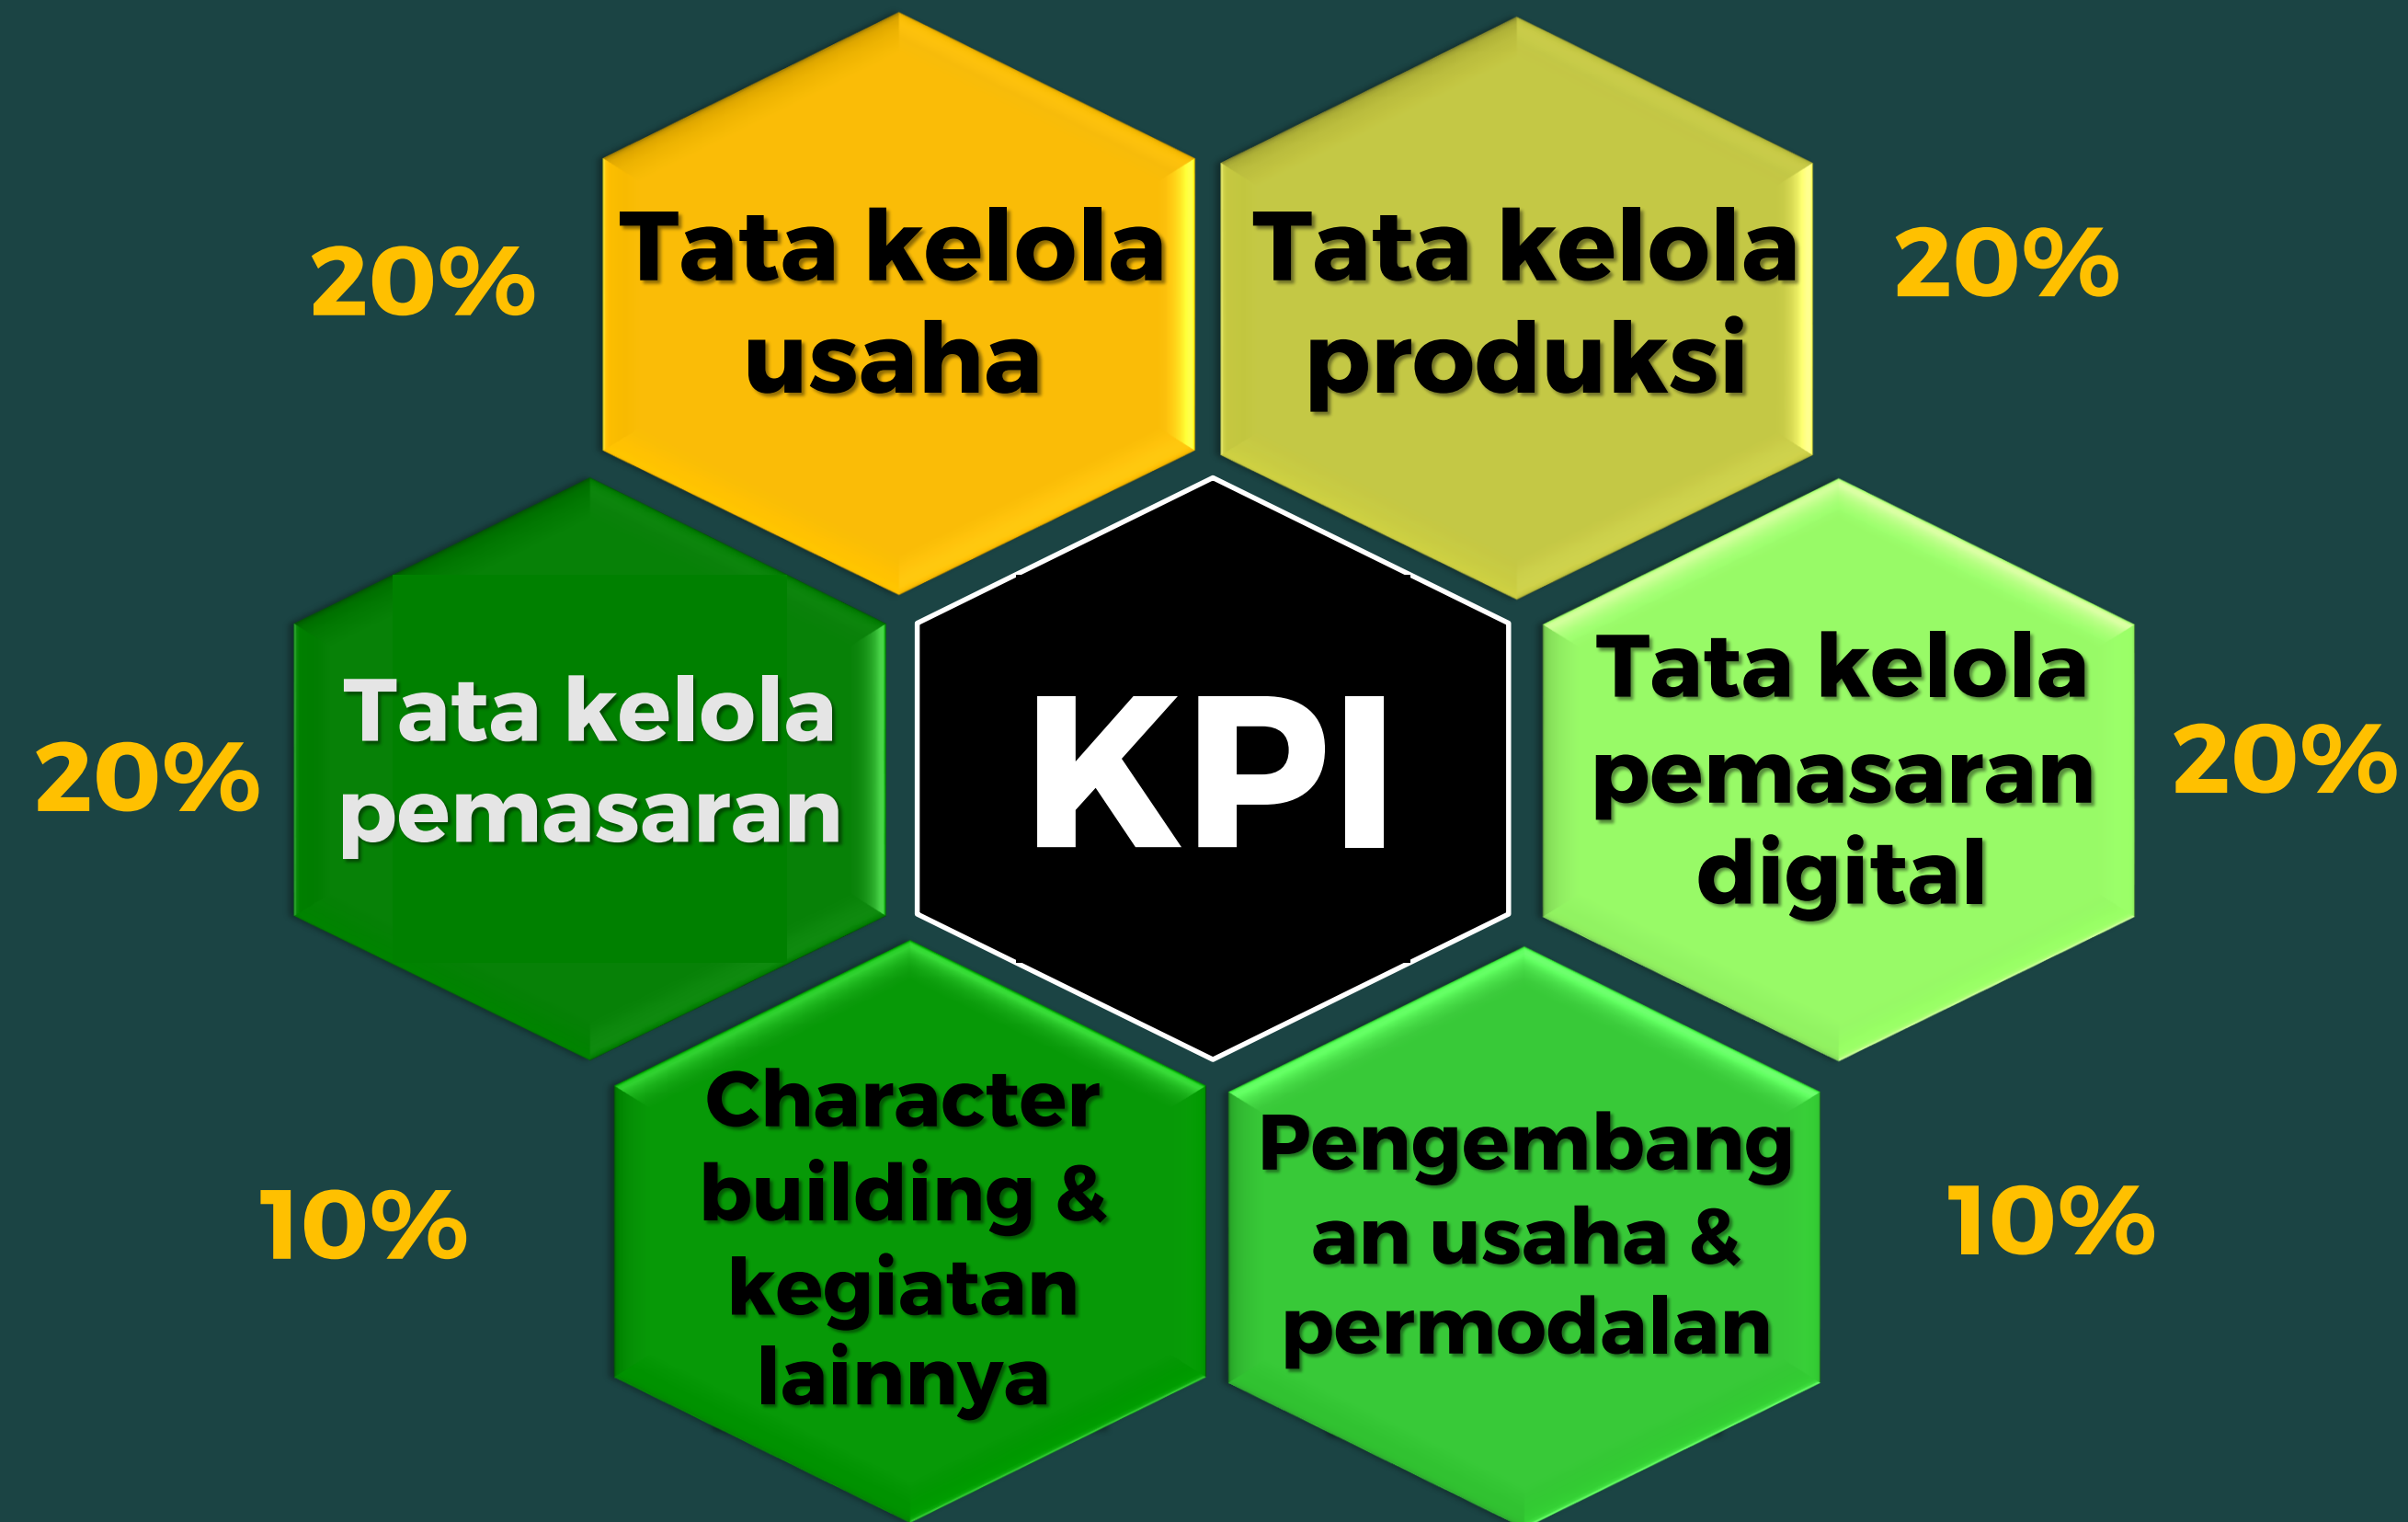 20%
Tata kelola
usaha
Tata kelola
produksi
20%
20%
Tata kelola
pemasaran
KPI
Tata kelola
pemasaran
digital
20%
10%
Character
building &
kegiatan
lainnya
Pengembang
an usaha &
permodalan
10%